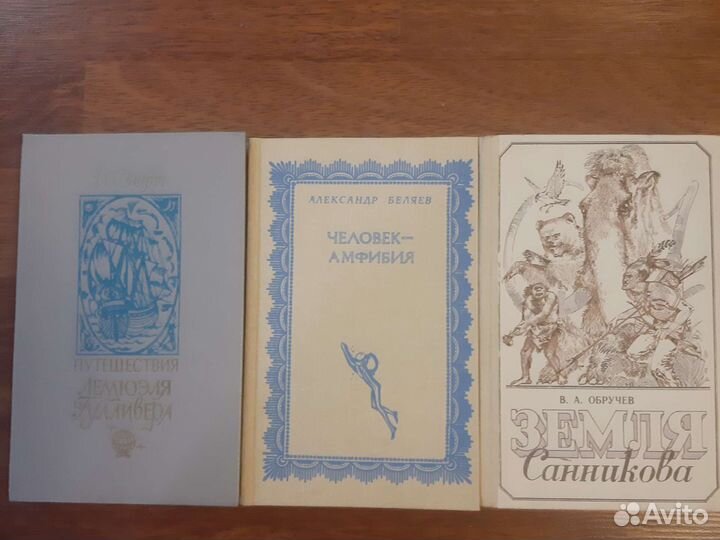 ПУТЕШЕСТВИЯ
ЛЕМЮЭЛЯ
ГУЛЛИВЕРА
АЛЕКСАНДР БЕЛЯЕВ
ЧЕЛОВЕК—
АМФИБИЯ
В. А. ОБРУЧЕВ
ЗЕМЛЯ
Санникова
Avito